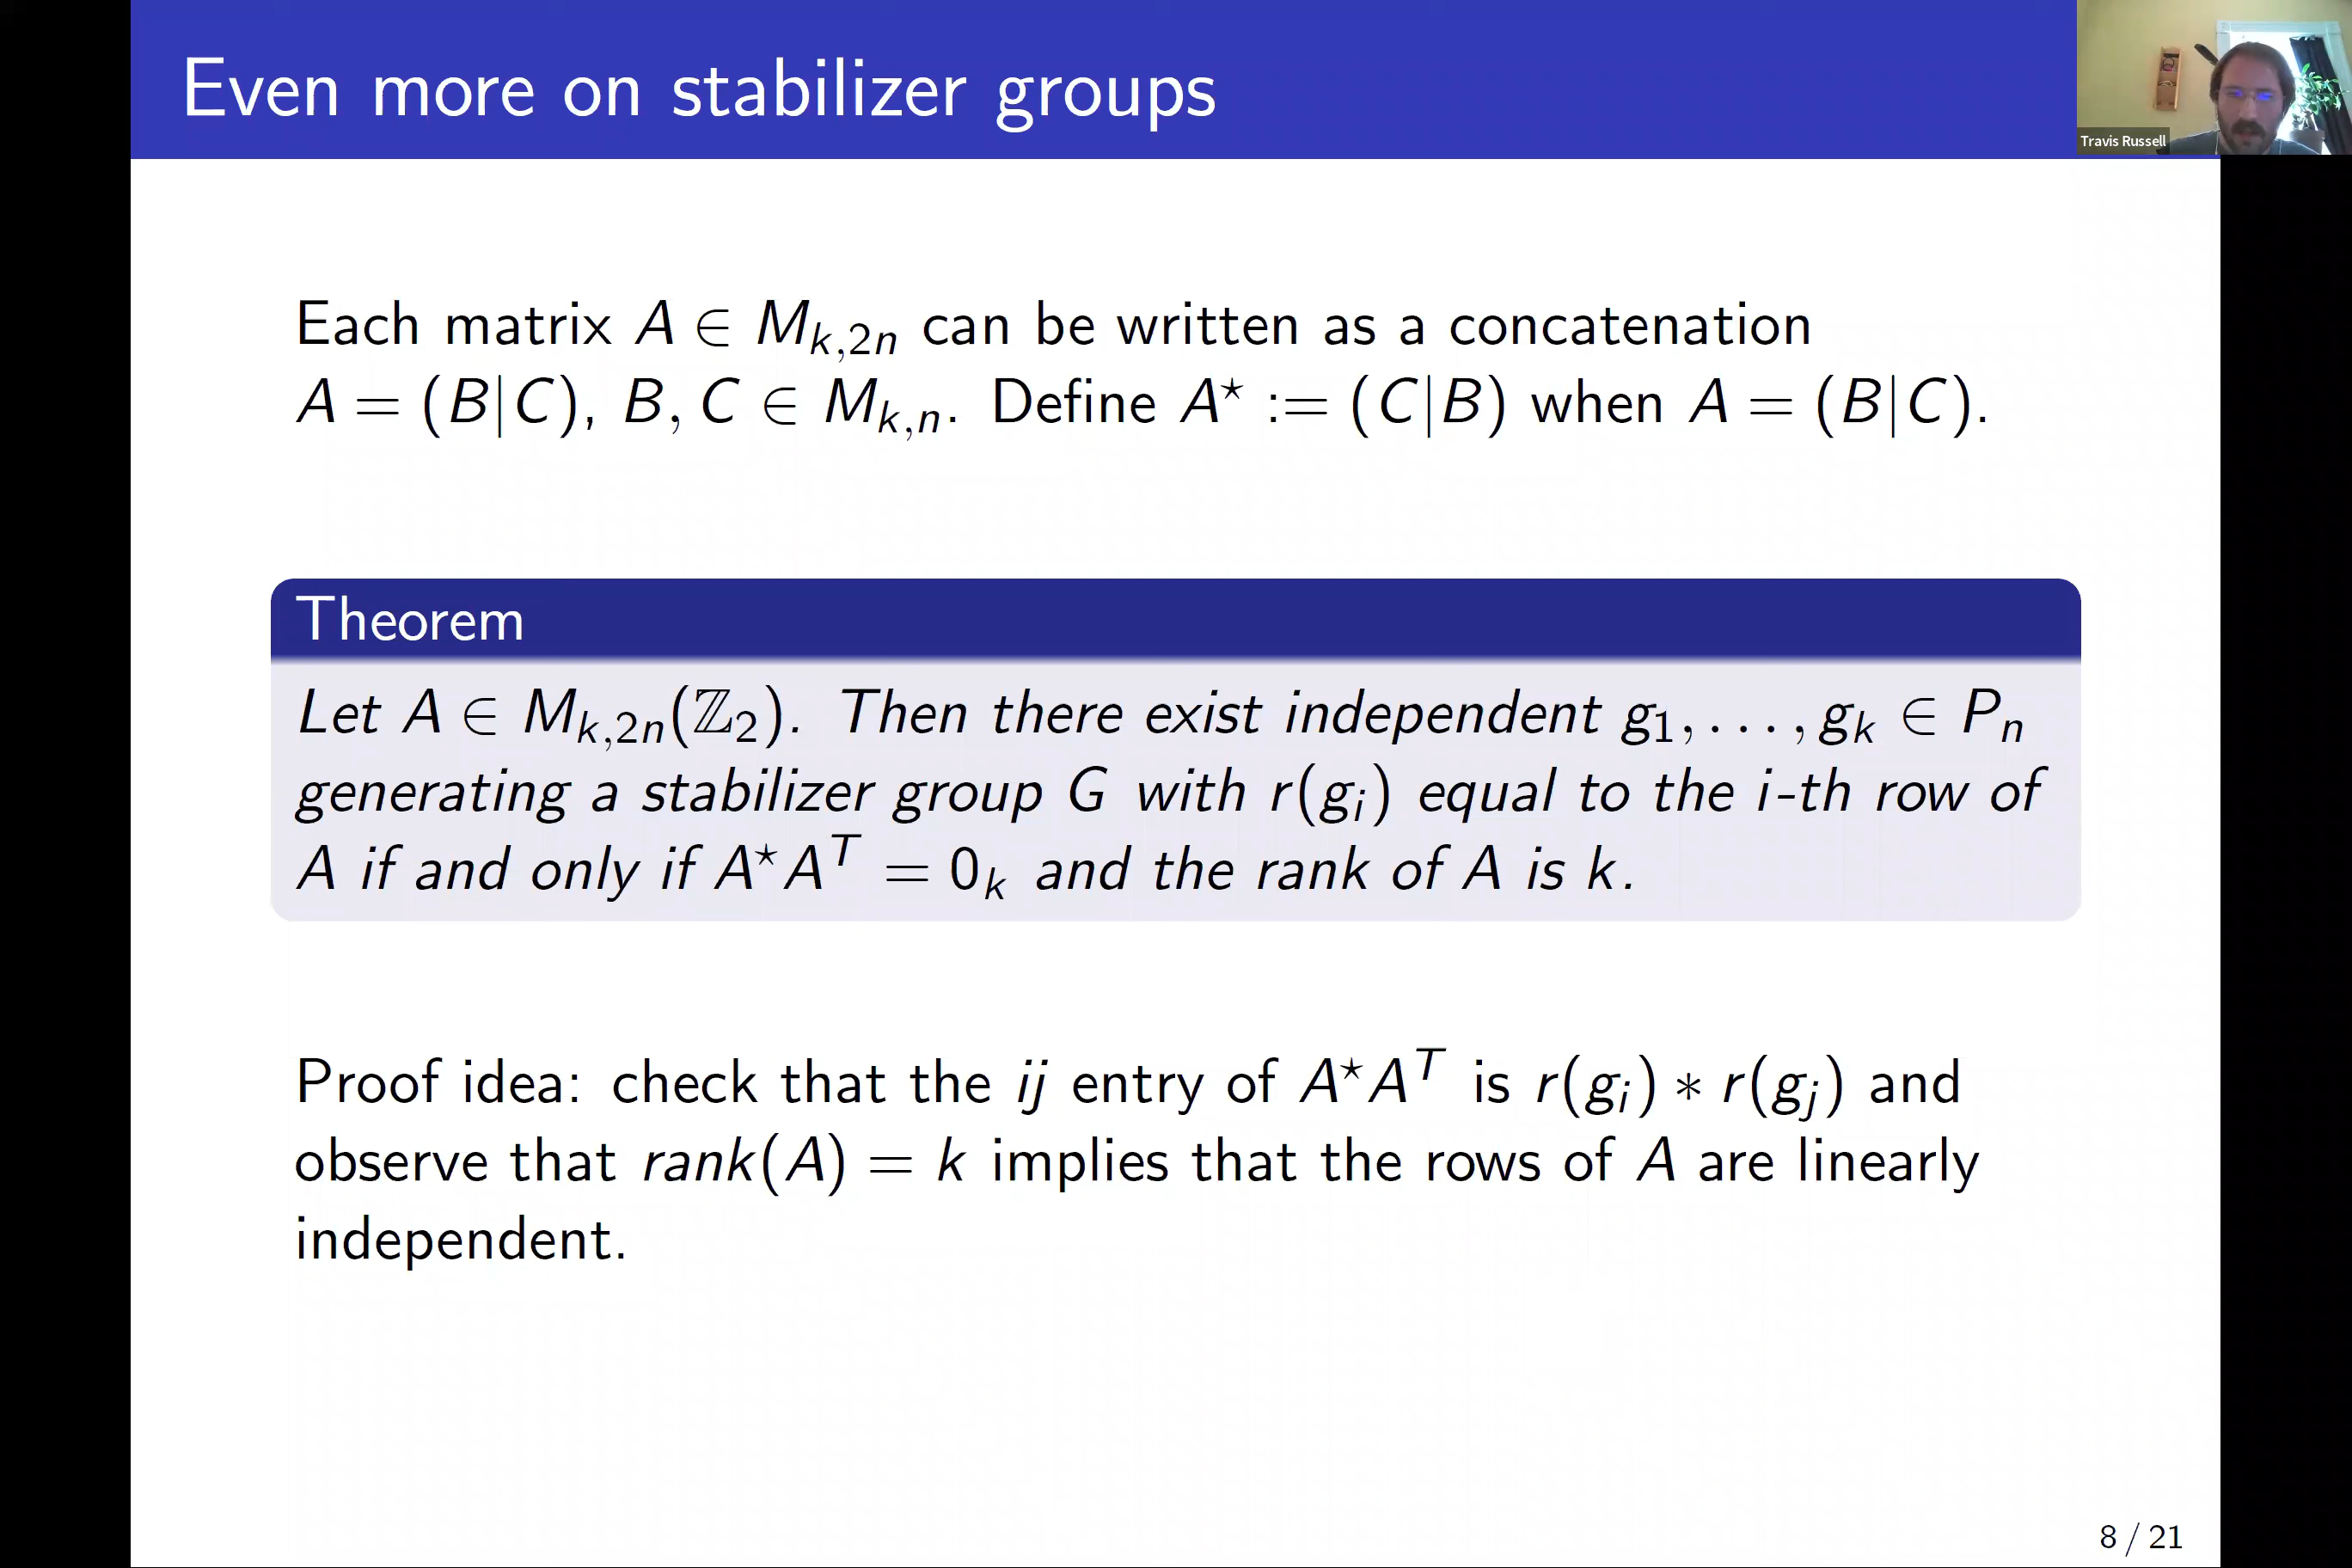 Even more on stabilizer groups
Travis Russell
Each matrix A ∈ M_{k,2n} can be written as a concatenation
A = (B|C), B, C ∈ M_{k,n}. Define A^⋆ := (C|B) when A = (B|C).
Theorem
Let A ∈ M_{k,2n}(ℤ_2). Then there exist independent g_1, . . . , g_k ∈ P_n
generating a stabilizer group G with r(g_i) equal to the i-th row of
A if and only if A^⋆A^T = 0_k and the rank of A is k.
Proof idea: check that the ij entry of A^⋆A^T is r(g_i) ∗ r(g_j) and
observe that rank(A) = k implies that the rows of A are linearly
independent.
8 / 21